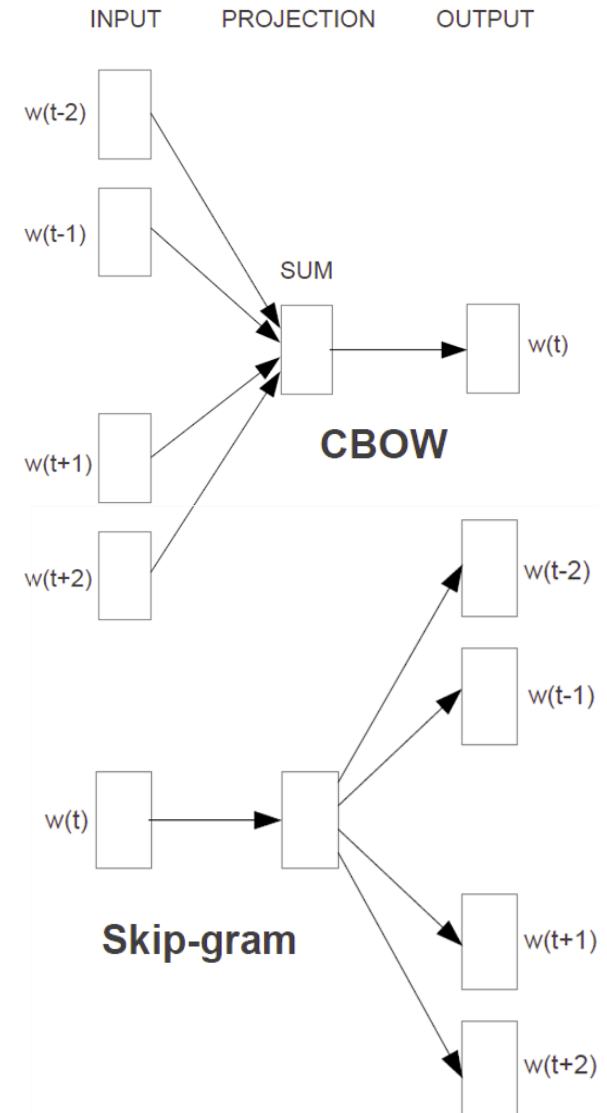 INPUT PROJECTION OUTPUT
w(t-2)
w(t-1)
SUM
w(t)
CBOW
w(t+1)
w(t+2)
w(t-2)
w(t-1)
w(t)
Skip-gram
w(t+1)
w(t+2)